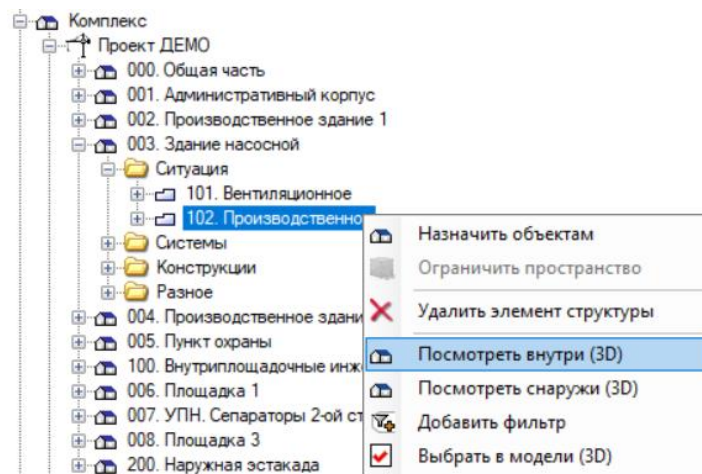 Комплекс
Проект ДЕМО
000. Общая часть
001. Административный корпус
002. Производственное здание 1
003. Здание насосной
Ситуация
101. Вентиляционное
102. Производственно
Системы
Конструкции
Разное
004. Производственное здани
005. Пункт охраны
100. Внутриплощадочные инж
006. Площадка 1
007. УПН. Сепараторы 2-ой ст
008. Площадка 3
200. Наружная эстакада
Назначить объектам
Ограничить пространство
Удалить элемент структуры
Посмотреть внутри (3D)
Посмотреть снаружи (3D)
Добавить фильтр
Выбрать в модели (3D)